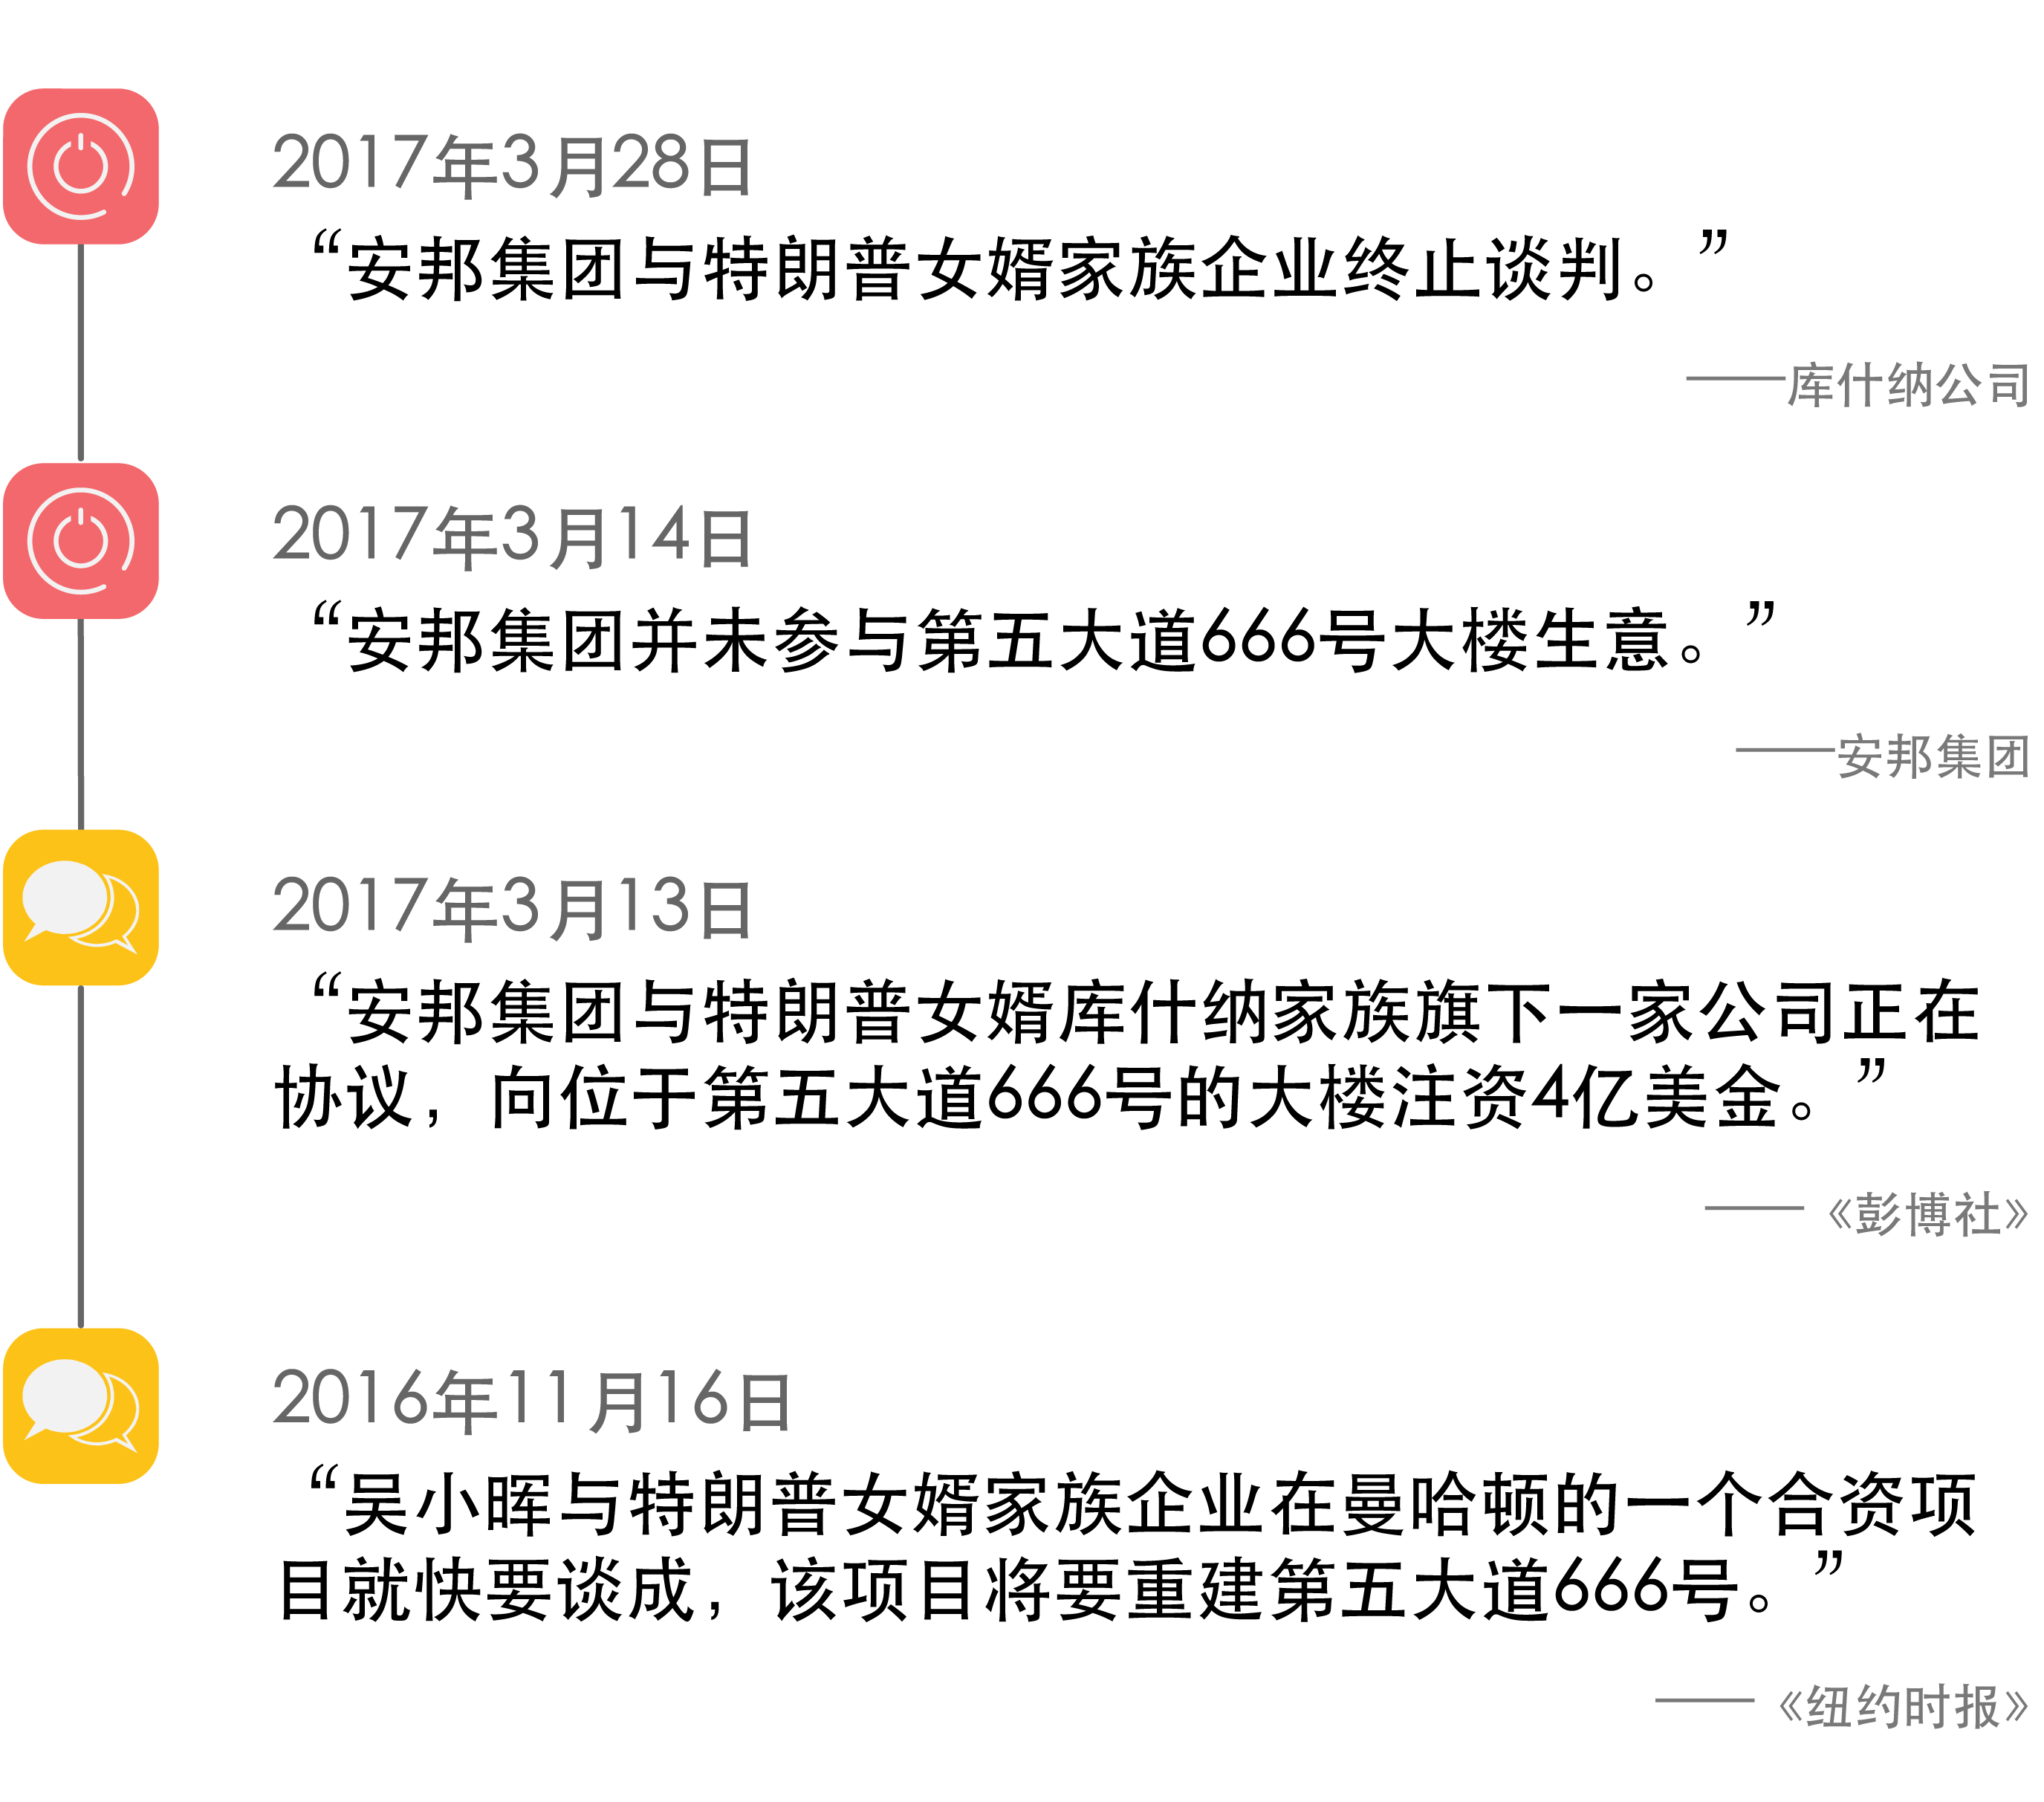 2017年3月28日
“安邦集团与特朗普女婿家族企业终止谈判。”
——库什纳公司
2017年3月14日
“安邦集团并未参与第五大道666号大楼生意。”
——安邦集团
2017年3月13日
“安邦集团与特朗普女婿库什纳家族旗下一家公司正在
协议，向位于第五大道666号的大楼注资4亿美金。”
——《彭博社》
2016年11月16日
“吴小晖与特朗普女婿家族企业在曼哈顿的一个合资项
目就快要谈成，该项目将要重建第五大道666号。”
——《纽约时报》